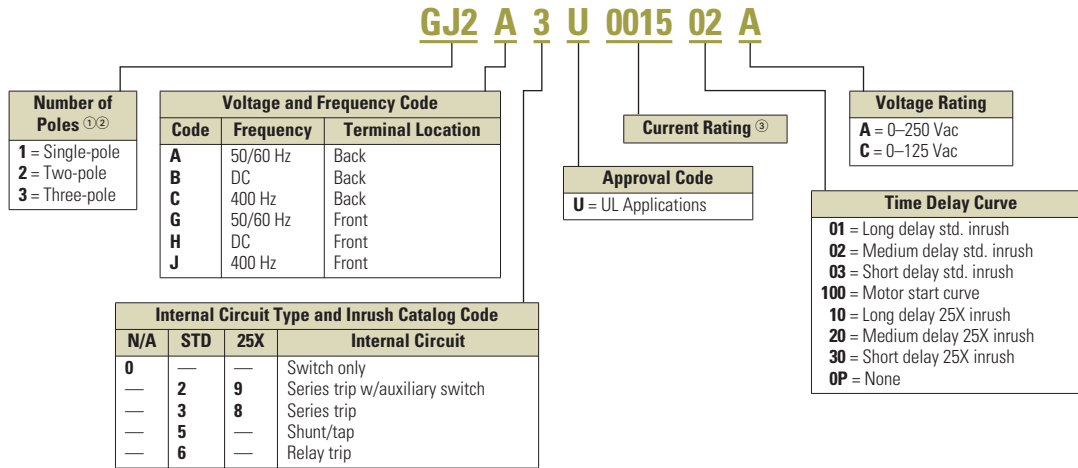 GJ2 A 3 U 0015 02 A
Number of
Poles ①②
1 = Single-pole
2 = Two-pole
3 = Three-pole
Voltage and Frequency Code
Code Frequency Terminal Location
A 50/60 Hz Back
B DC Back
C 400 Hz Back
G 50/60 Hz Front
H DC Front
J 400 Hz Front
Internal Circuit Type and Inrush Catalog Code
N/A STD 25X Internal Circuit
0 — — Switch only
— 2 9 Series trip w/auxiliary switch
— 3 8 Series trip
— 5 — Shunt/tap
— 6 — Relay trip
Approval Code
U = UL Applications
Current Rating ③
Time Delay Curve
01 = Long delay std. inrush
02 = Medium delay std. inrush
03 = Short delay std. inrush
100 = Motor start curve
10 = Long delay 25X inrush
20 = Medium delay 25X inrush
30 = Short delay 25X inrush
0P = None
Voltage Rating
A = 0–250 Vac
C = 0–125 Vac